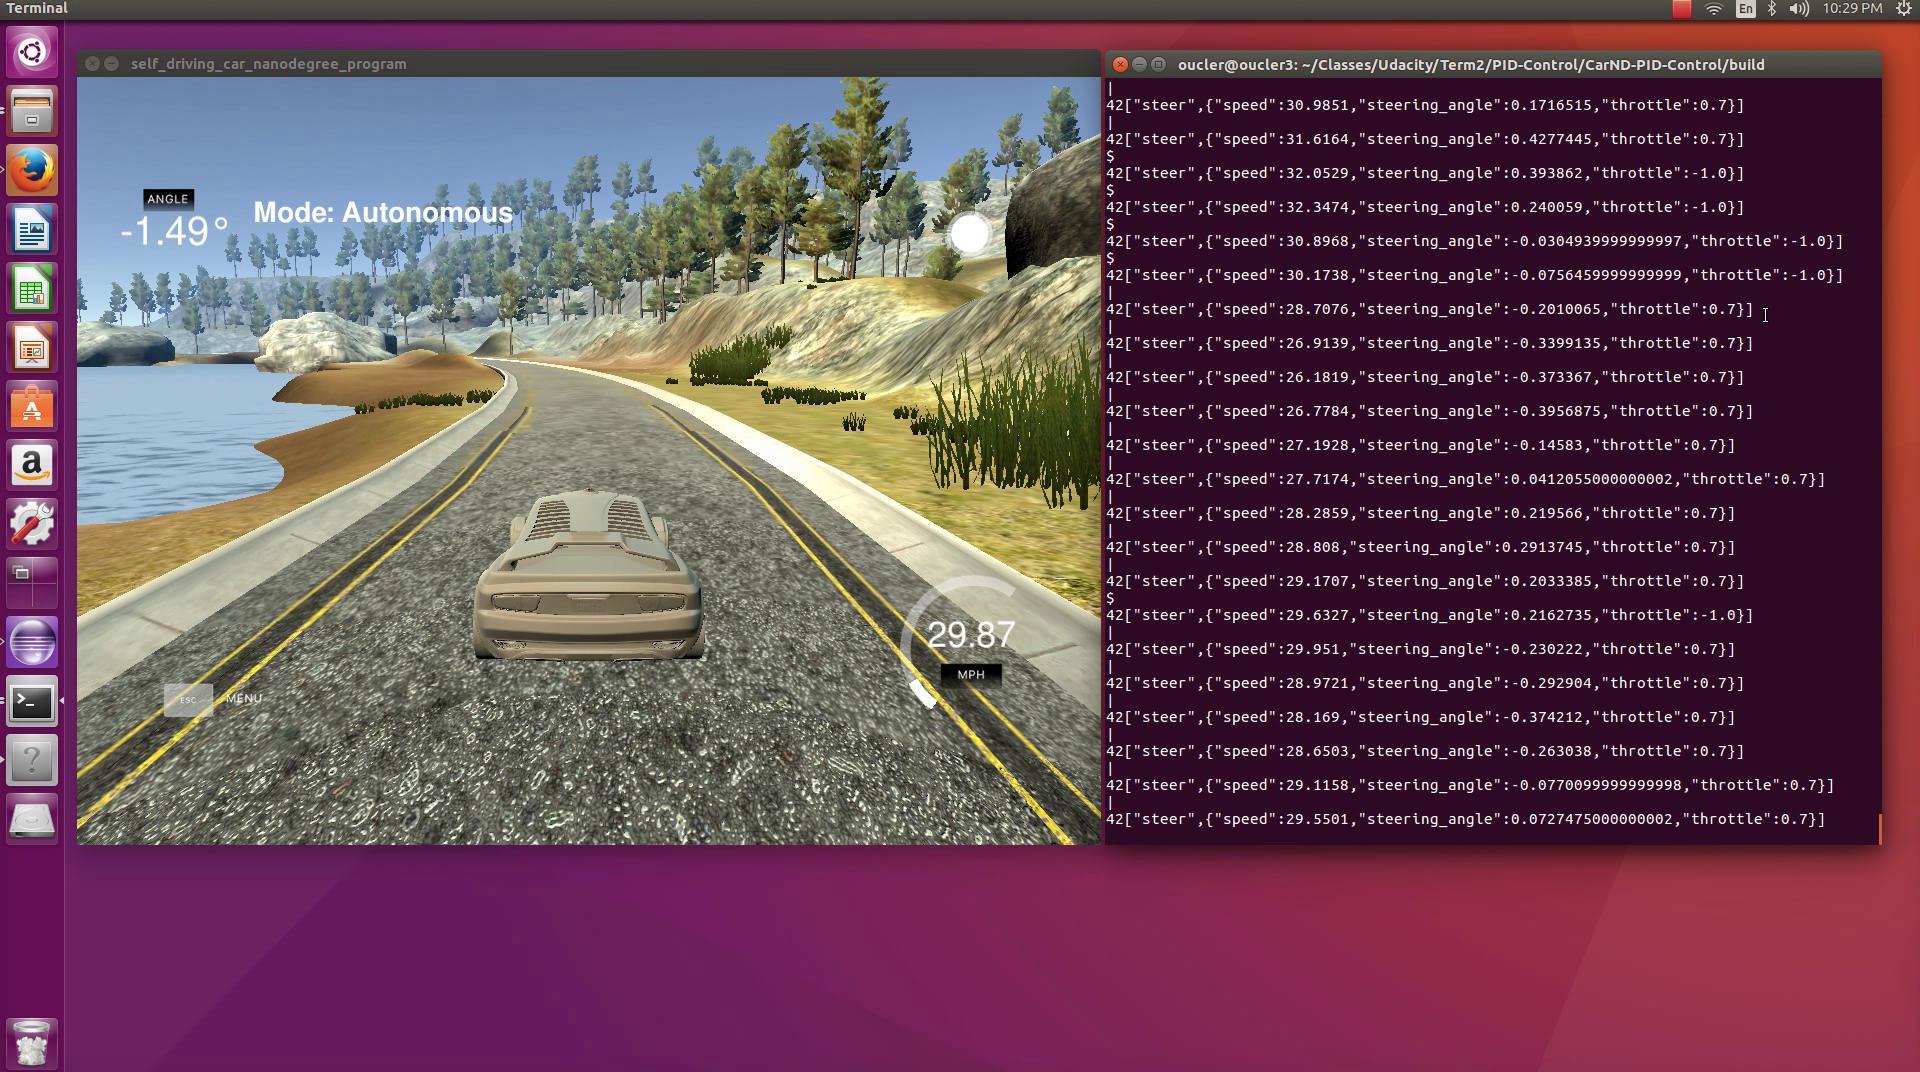 Terminal
En
10:29 PM
self_driving_car_nanodegree_program
ANGLE
-1.49°
Mode: Autonomous
29.87
MPH
ESC
MENU
oucler@oucler3: ~/Classes/Udacity/Term2/PID-Control/CarND-PID-Control/build
|
42["steer",{"speed":30.9851,"steering_angle":0.1716515,"throttle":0.7}]
|
42["steer",{"speed":31.6164,"steering_angle":0.4277445,"throttle":0.7}]
$
42["steer",{"speed":32.0529,"steering_angle":0.393862,"throttle":-1.0}]
$
42["steer",{"speed":32.3474,"steering_angle":0.240059,"throttle":-1.0}]
$
42["steer",{"speed":30.8968,"steering_angle":-0.0304939999999997,"throttle":-1.0}]
$
42["steer",{"speed":30.1738,"steering_angle":-0.0756459999999999,"throttle":-1.0}]
|
42["steer",{"speed":28.7076,"steering_angle":-0.2010065,"throttle":0.7}]
|
42["steer",{"speed":26.9139,"steering_angle":-0.3399135,"throttle":0.7}]
|
42["steer",{"speed":26.1819,"steering_angle":-0.373367,"throttle":0.7}]
|
42["steer",{"speed":26.7784,"steering_angle":-0.3956875,"throttle":0.7}]
|
42["steer",{"speed":27.1928,"steering_angle":-0.14583,"throttle":0.7}]
|
42["steer",{"speed":27.7174,"steering_angle":0.0412055000000002,"throttle":0.7}]
|
42["steer",{"speed":28.2859,"steering_angle":0.219566,"throttle":0.7}]
|
42["steer",{"speed":28.808,"steering_angle":0.2913745,"throttle":0.7}]
|
42["steer",{"speed":29.1707,"steering_angle":0.2033385,"throttle":0.7}]
$
42["steer",{"speed":29.6327,"steering_angle":0.2162735,"throttle":-1.0}]
|
42["steer",{"speed":29.951,"steering_angle":-0.230222,"throttle":0.7}]
|
42["steer",{"speed":28.9721,"steering_angle":-0.292904,"throttle":0.7}]
|
42["steer",{"speed":28.169,"steering_angle":-0.374212,"throttle":0.7}]
|
42["steer",{"speed":28.6503,"steering_angle":-0.263038,"throttle":0.7}]
|
42["steer",{"speed":29.1158,"steering_angle":-0.0770099999999998,"throttle":0.7}]
|
42["steer",{"speed":29.5501,"steering_angle":0.0727475000000002,"throttle":0.7}]